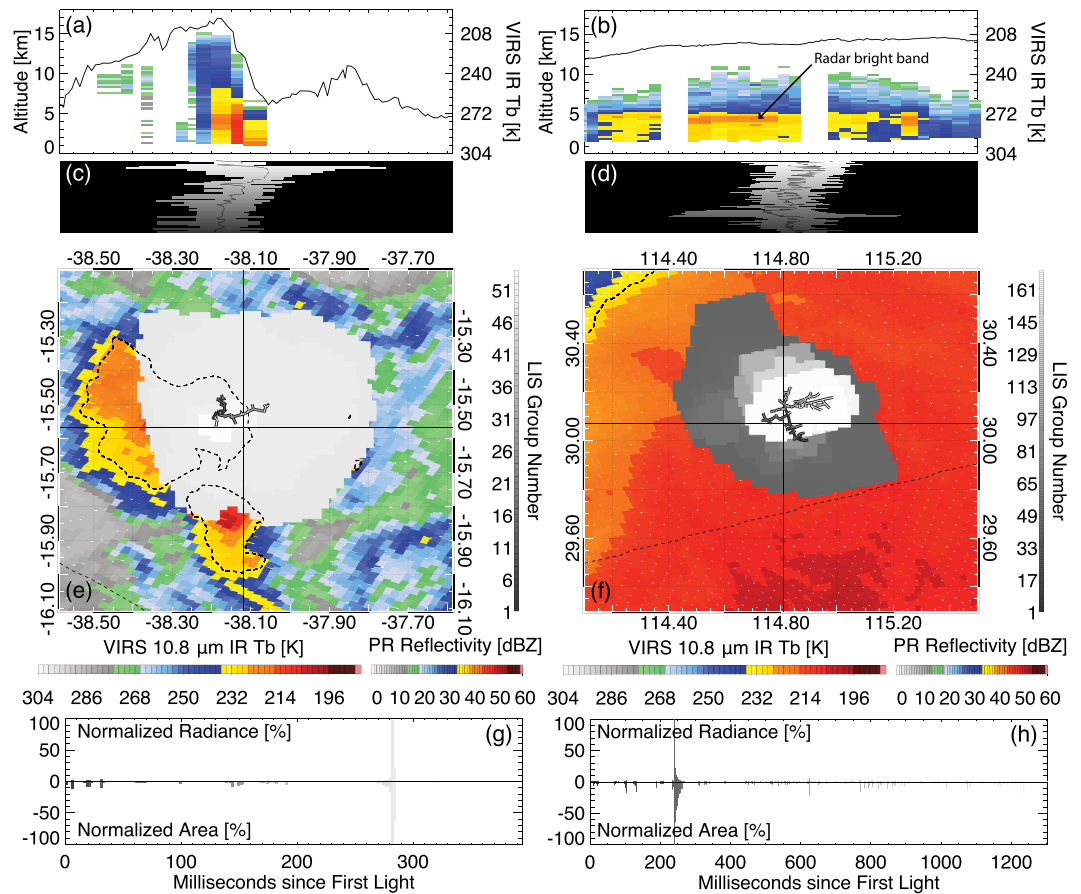 (a)
15
10
5
0
Altitude [km]
208
240
272
304
VIRS IR Tb [K]
(b)
Radar bright band
15
10
5
0
Altitude [km]
208
240
272
304
VIRS IR Tb [k]
(c)
(d)
-38.50 -38.30 -38.10 -37.90 -37.70
114.40 114.80 115.20
-15.30
-15.50
-15.70
-15.90
-16.10
-15.30
-15.50
-15.70
-15.90
-16.10
(e)
-38.50 -38.30 -38.10 -37.90 -37.70
51
46
41
36
31
26
21
16
11
6
1
LIS Group Number
30.40
30.00
29.60
30.40
30.00
29.60
(f)
114.40 114.80 115.20
161
145
129
113
97
81
65
49
33
17
1
LIS Group Number
VIRS 10.8 μm IR Tb [K]
PR Reflectivity [dBZ]
VIRS 10.8 μm IR Tb [K]
PR Reflectivity [dBZ]
304 286 268 250 232 214 196
0 10 20 30 40 50 60
304 286 268 250 232 214 196
0 10 20 30 40 50 60
100
50
0
-50
-100
Normalized Radiance [%]
(g)
Normalized Area [%]
0 100 200 300
Milliseconds since First Light
100
50
0
-50
-100
Normalized Radiance [%]
(h)
Normalized Area [%]
0 200 400 600 800 1000 1200
Milliseconds since First Light